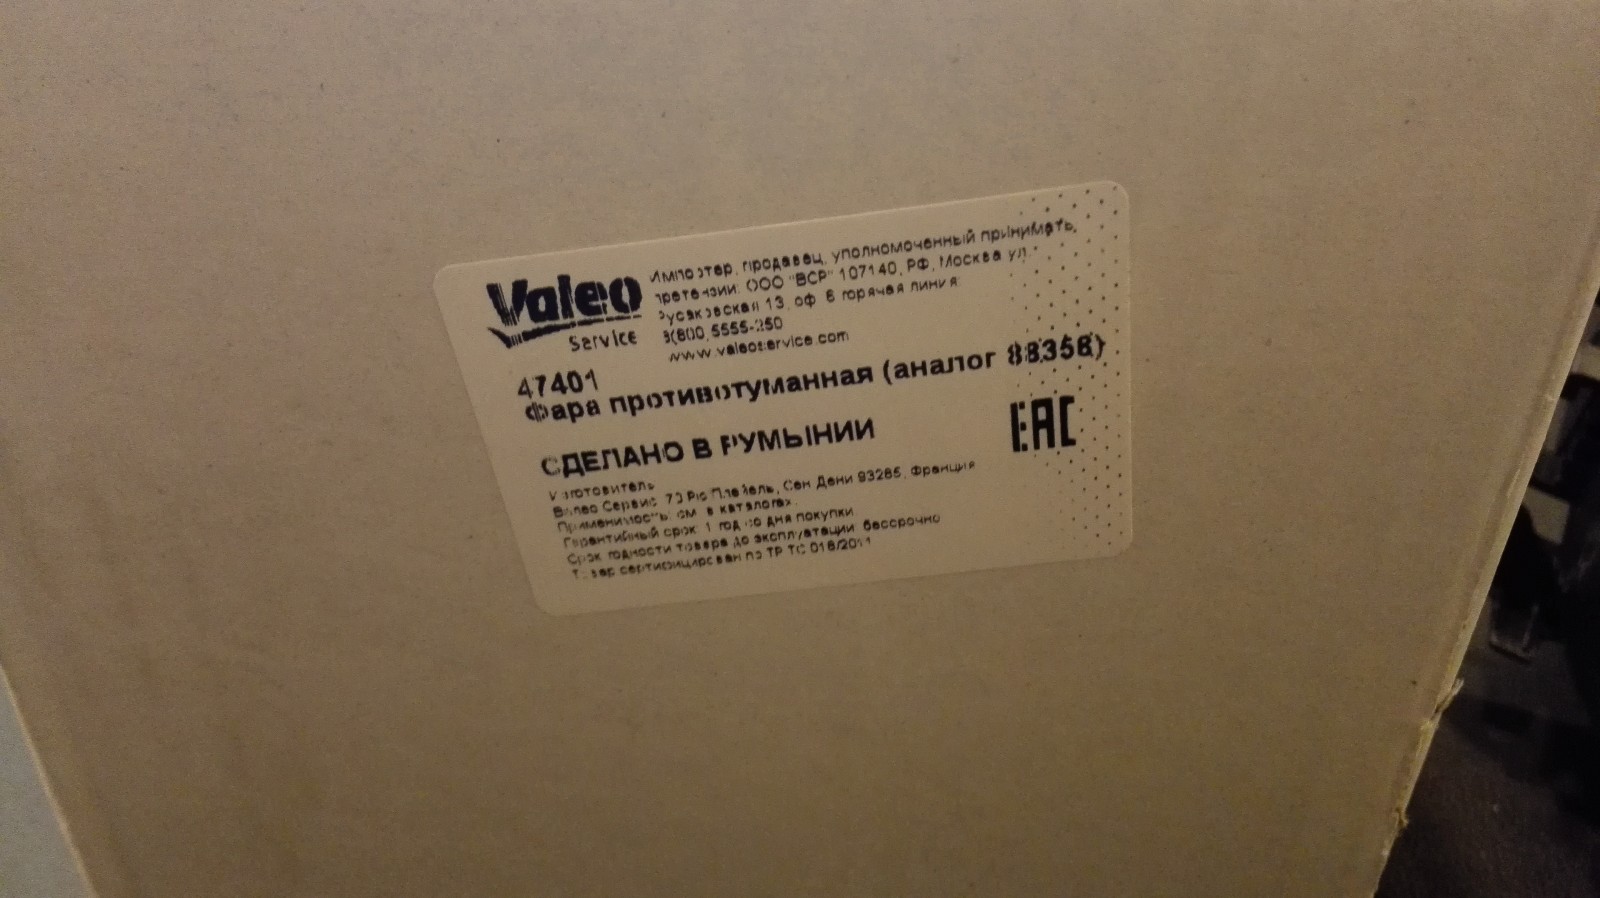 Valeo
Service
Импортер, продавец, уполномоченный принимать
претензии: ООО "ВСР" 107140, РФ, Москва ул.
Русаковская 13, оф. 6 горячая линия:
8(800)5555-250
www.valeoservice.com
47401
Фара противотуманная (аналог 88358)
СДЕЛАНО В РУМЫНИИ
EAC
Изготовитель
Валео Сервис, 70 Рю Плейель, Сен Дени 93285, Франция
Применимость: см. в каталогах.
Гарантийный срок: 1 год со дня покупки
Срок годности товара до эксплуатации: бессрочно
Товар сертифицирован по ТР ТС 018/2011